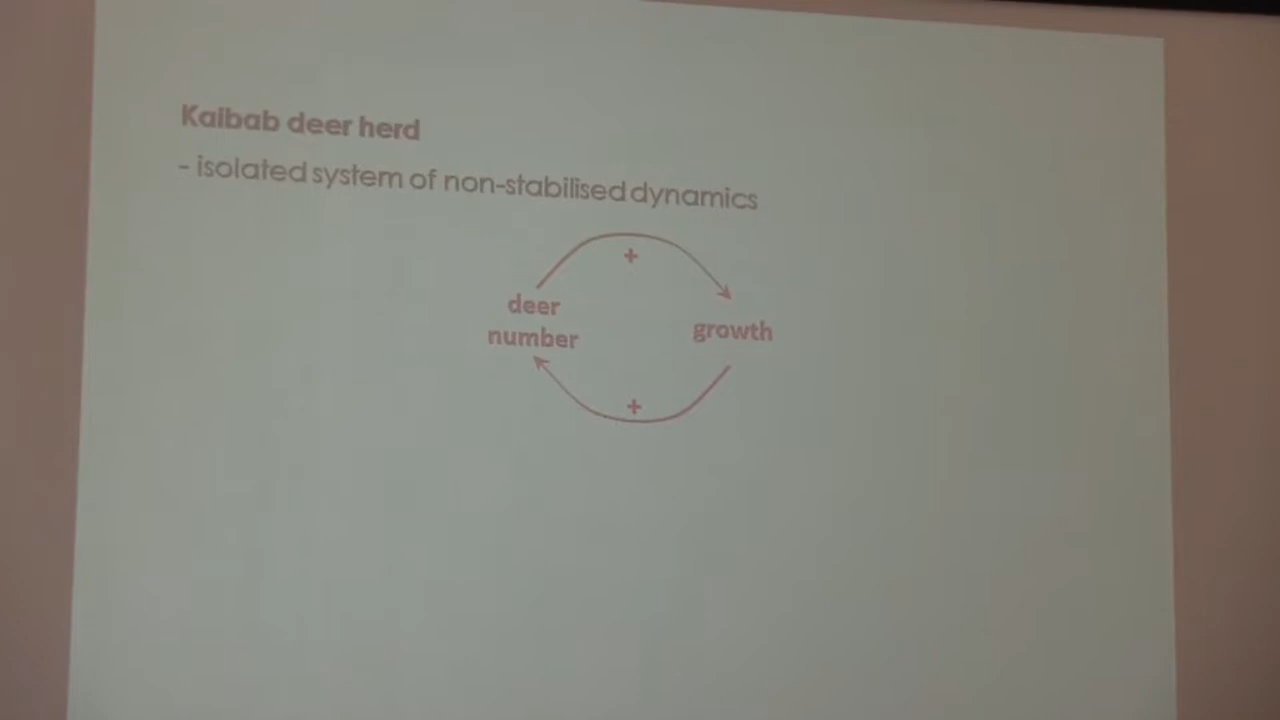 Kaibab deer herd
- isolated system of non-stabilised dynamics
+
deer
number
growth
+